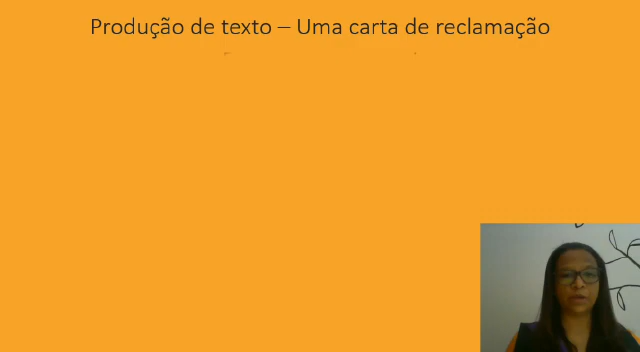 Produção de texto – Uma carta de reclamação